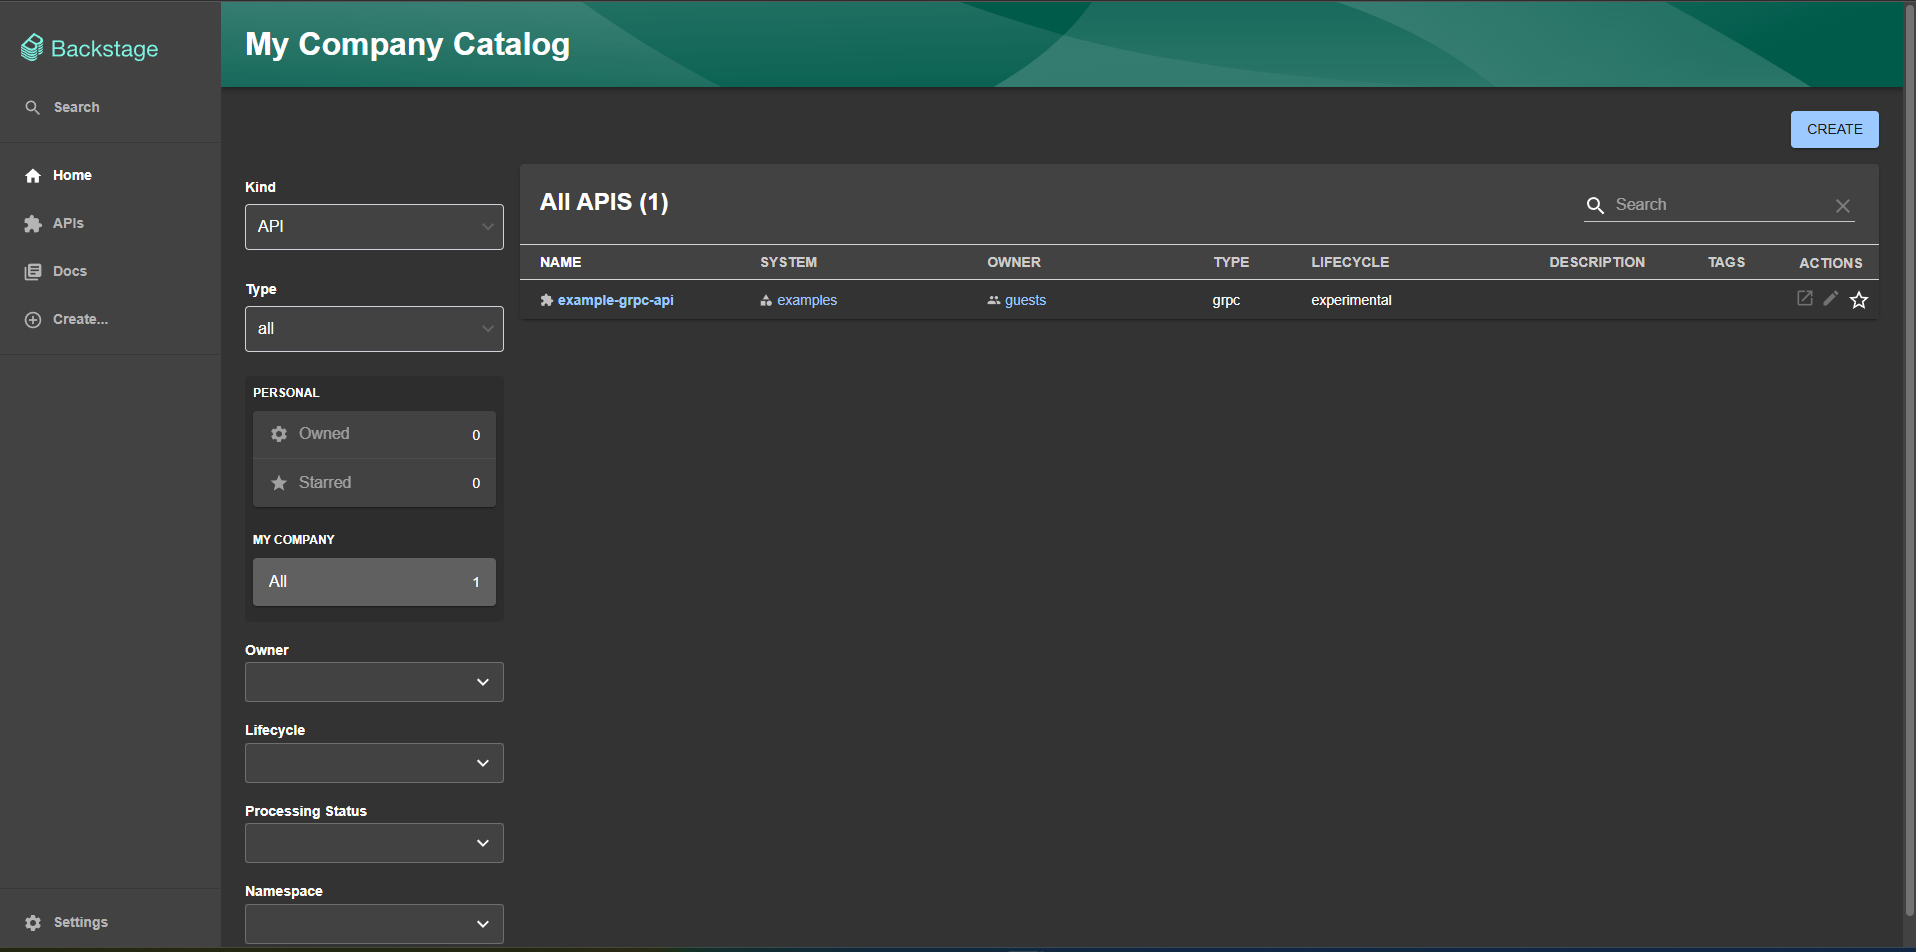 Backstage
Search
Home
APIs
Docs
Create...
Settings
My Company Catalog
CREATE
Kind
API
Type
all
PERSONAL
Owned 0
Starred 0
MY COMPANY
All 1
Owner
Lifecycle
Processing Status
Namespace
All APIS (1)
Search
NAME SYSTEM OWNER TYPE LIFECYCLE DESCRIPTION TAGS ACTIONS
example-grpc-api examples guests grpc experimental